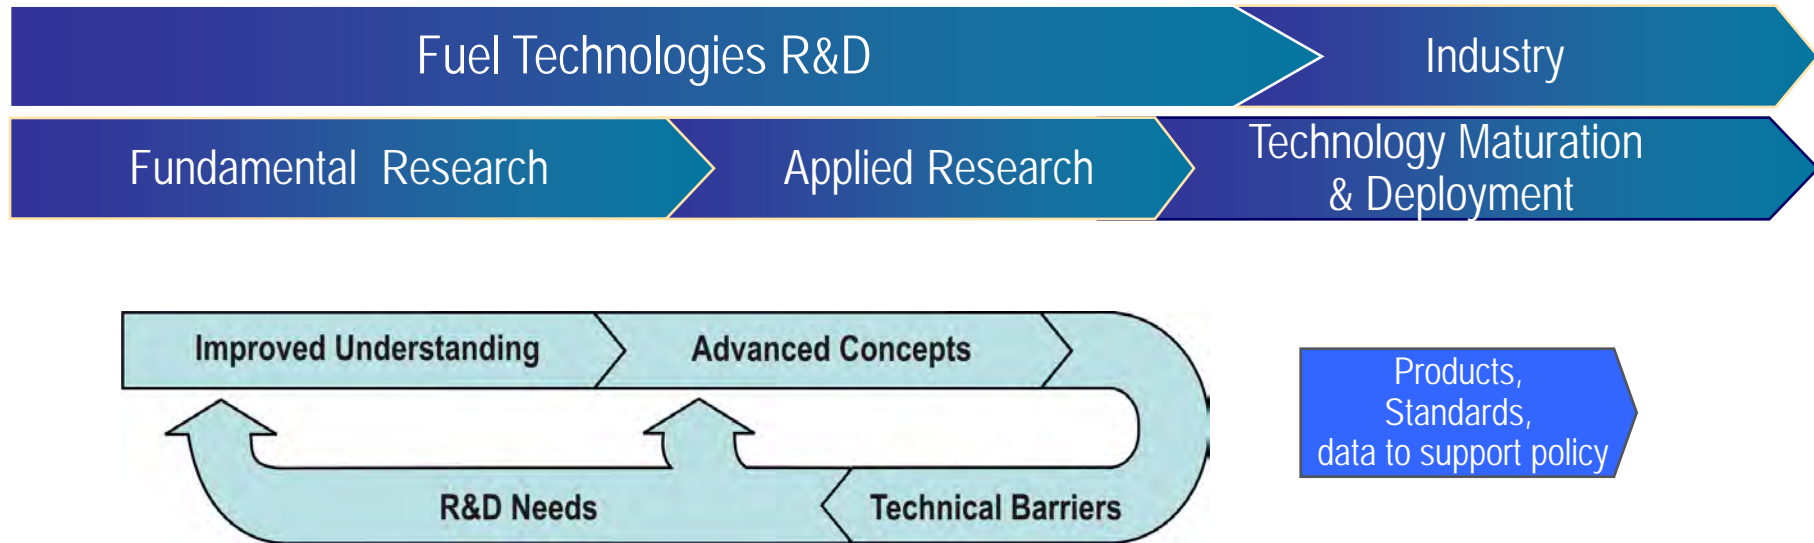 Fuel Technologies R&D
Industry
Fundamental Research
Applied Research
Technology Maturation
& Deployment
Improved Understanding
Advanced Concepts
R&D Needs
Technical Barriers
Products,
Standards,
data to support policy